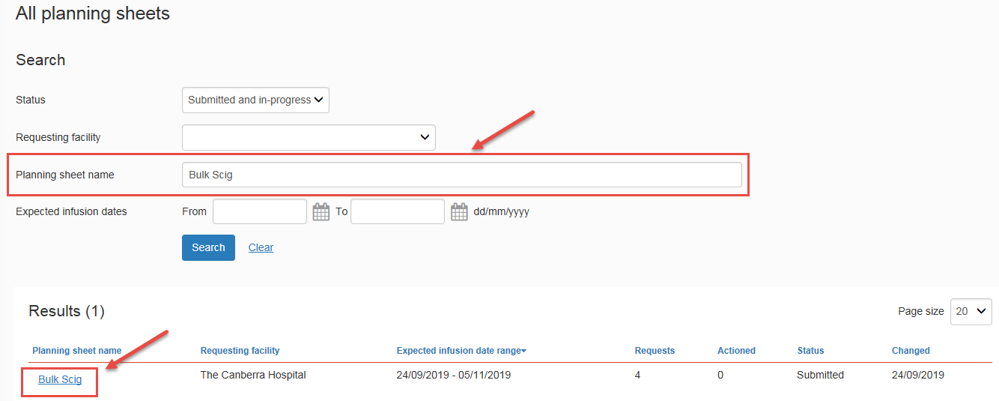 All planning sheets
Search
Status Submitted and in-progress
Requesting facility
Planning sheet name Bulk Scig
Expected infusion dates From To dd/mm/yyyy
Search Clear
Results (1) Page size 20
Planning sheet name Requesting facility Expected infusion date range Requests Actioned Status Changed
Bulk Scig The Canberra Hospital 24/09/2019 - 05/11/2019 4 0 Submitted 24/09/2019